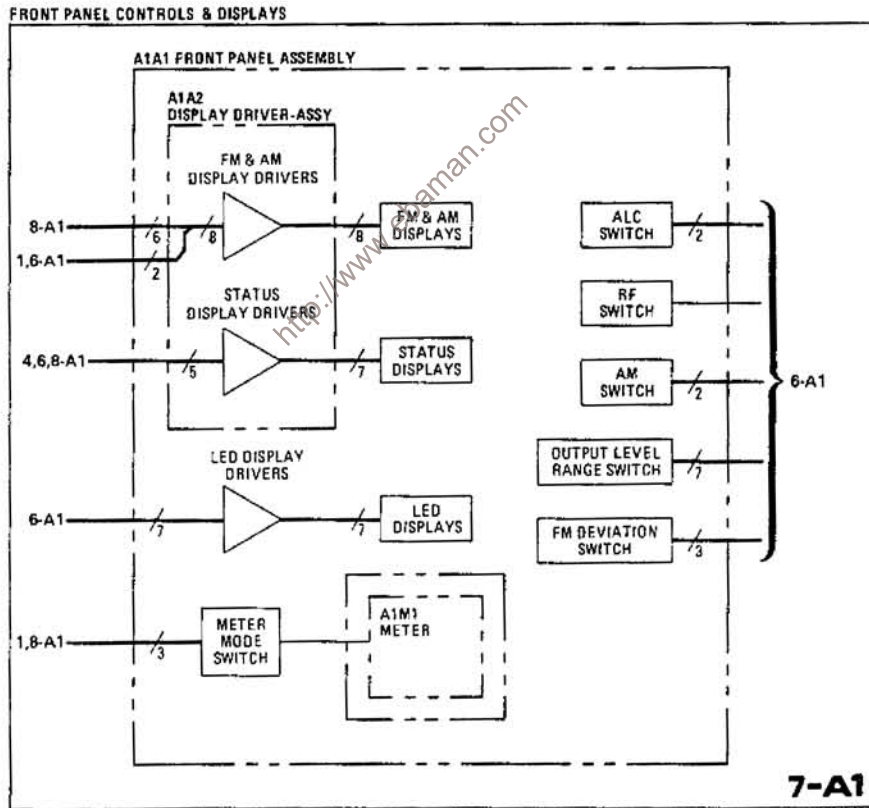 FRONT PANEL CONTROLS & DISPLAYS
A1A1 FRONT PANEL ASSEMBLY
A1A2
DISPLAY DRIVER-ASSY
FM & AM
DISPLAY DRIVERS
8-A1
6
8
8
FM & AM
DISPLAYS
1,6-A1
2
STATUS
DISPLAY DRIVERS
4,6,8-A1
5
7
STATUS
DISPLAYS
LED DISPLAY
DRIVERS
6-A1
7
7
LED
DISPLAYS
1,8-A1
3
METER
MODE
SWITCH
A1M1
METER
ALC
SWITCH
2
RF
SWITCH
AM
SWITCH
2
6-A1
OUTPUT LEVEL
RANGE SWITCH
7
FM DEVIATION
SWITCH
3
http://www.ebaman.com
7-A1